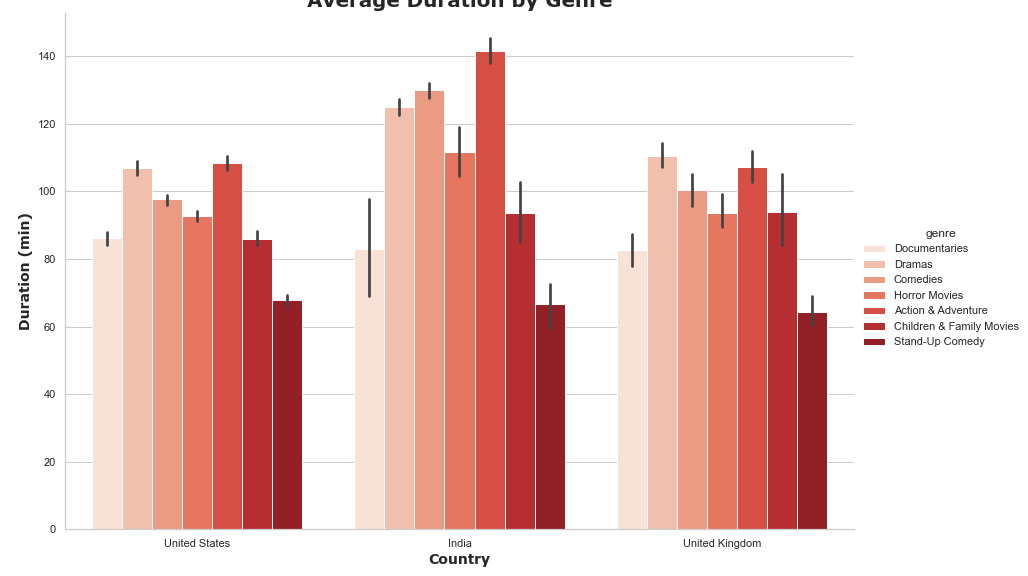 Average Duration by Genre
140
120
100
80
60
40
20
0
Duration (min)
United States
India
United Kingdom
Country
genre
Documentaries
Dramas
Comedies
Horror Movies
Action & Adventure
Children & Family Movies
Stand-Up Comedy